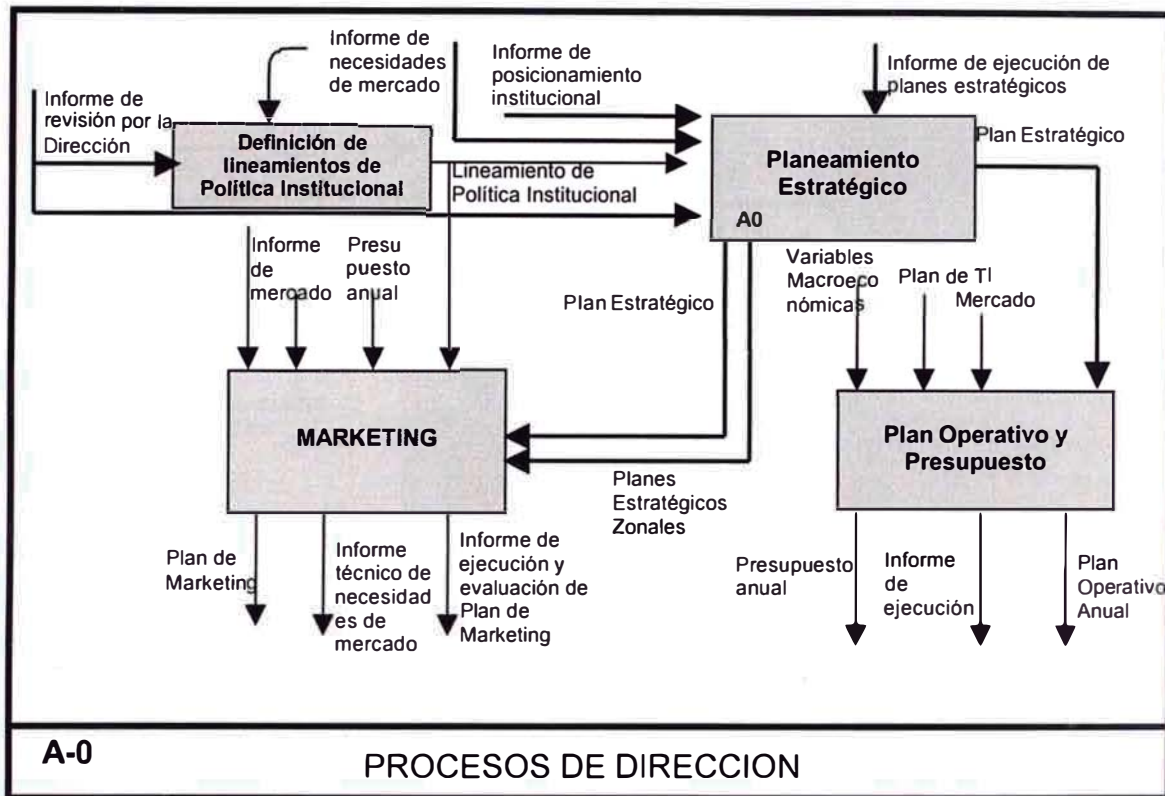 Informe de
necesidades
de mercado
Informe de
posicionamiento
institucional
Informe de ejecución de
planes estratégicos
Informe de
revisión por la
Dirección
Definición de
lineamientos de
Política Institucional
Lineamiento de
Política Institucional
Planeamiento
Estratégico
A0
Plan Estratégico
Informe
de
mercado
Presu
puesto
anual
Plan Estratégico
Variables
Macroeco
nómicas
Plan de TI
Mercado
MARKETING
Plan Operativo y
Presupuesto
Planes
Estratégicos
Zonales
Plan de
Marketing
Informe
técnico de
necesidad
es de
mercado
Informe de
ejecución y
evaluación de
Plan de
Marketing
Presupuesto
anual
Informe
de
ejecución
Plan
Operativo
Anual
A-0
PROCESOS DE DIRECCION